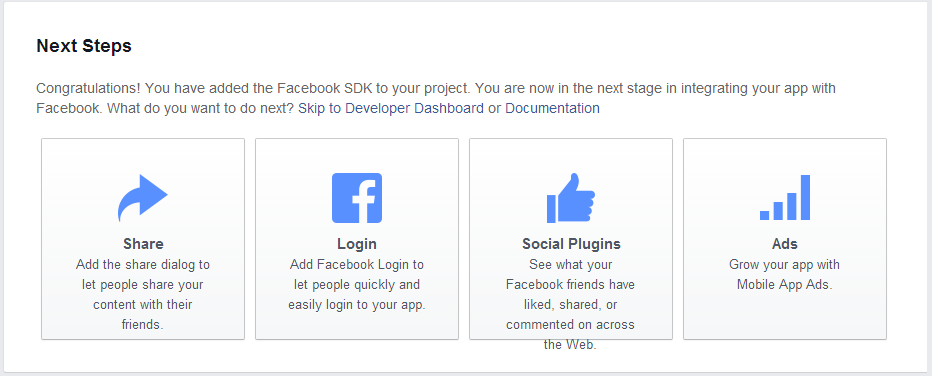 Next Steps
Congratulations! You have added the Facebook SDK to your project. You are now in the next stage in integrating your app with
Facebook. What do you want to do next? Skip to Developer Dashboard or Documentation
Share
Add the share dialog to
let people share your
content with their
friends.
Login
Add Facebook Login to
let people quickly and
easily login to your app.
Social Plugins
See what your
Facebook friends have
liked, shared, or
commented on across
the Web.
Ads
Grow your app with
Mobile App Ads.